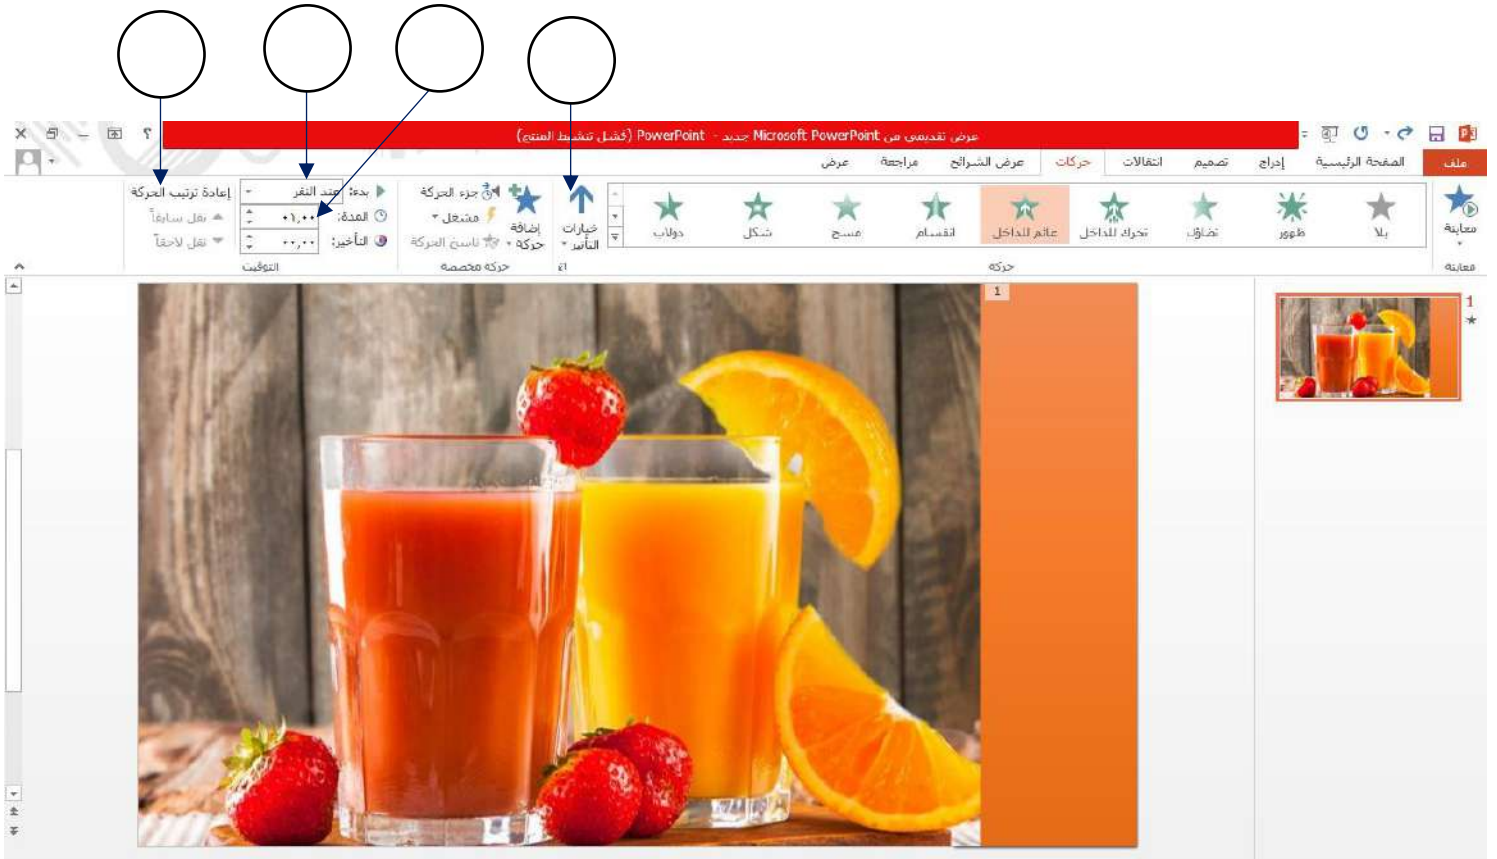 عرض تقديمي من Microsoft PowerPoint جديد - PowerPoint (فشل تنشيط المنتج)
ملف الصفحة الرئيسية إدراج تصميم انتقالات حركات عرض الشرائح مراجعة عرض
معاينة
بلا ظهور تضاؤل تحرك للداخل عائم للداخل انقسام مسح شكل دولاب
خيارات التأثير
إضافة حركة
جزء الحركة
مشغل
ناسخ الحركة
بدء: عند النقر
المدة: ٠١,٠٠
التأخير: ٠٠,٠٠
إعادة ترتيب الحركة
نقل سابقاً
نقل لاحقاً
معاينة حركة حركة مخصصة التوقيت
1
1